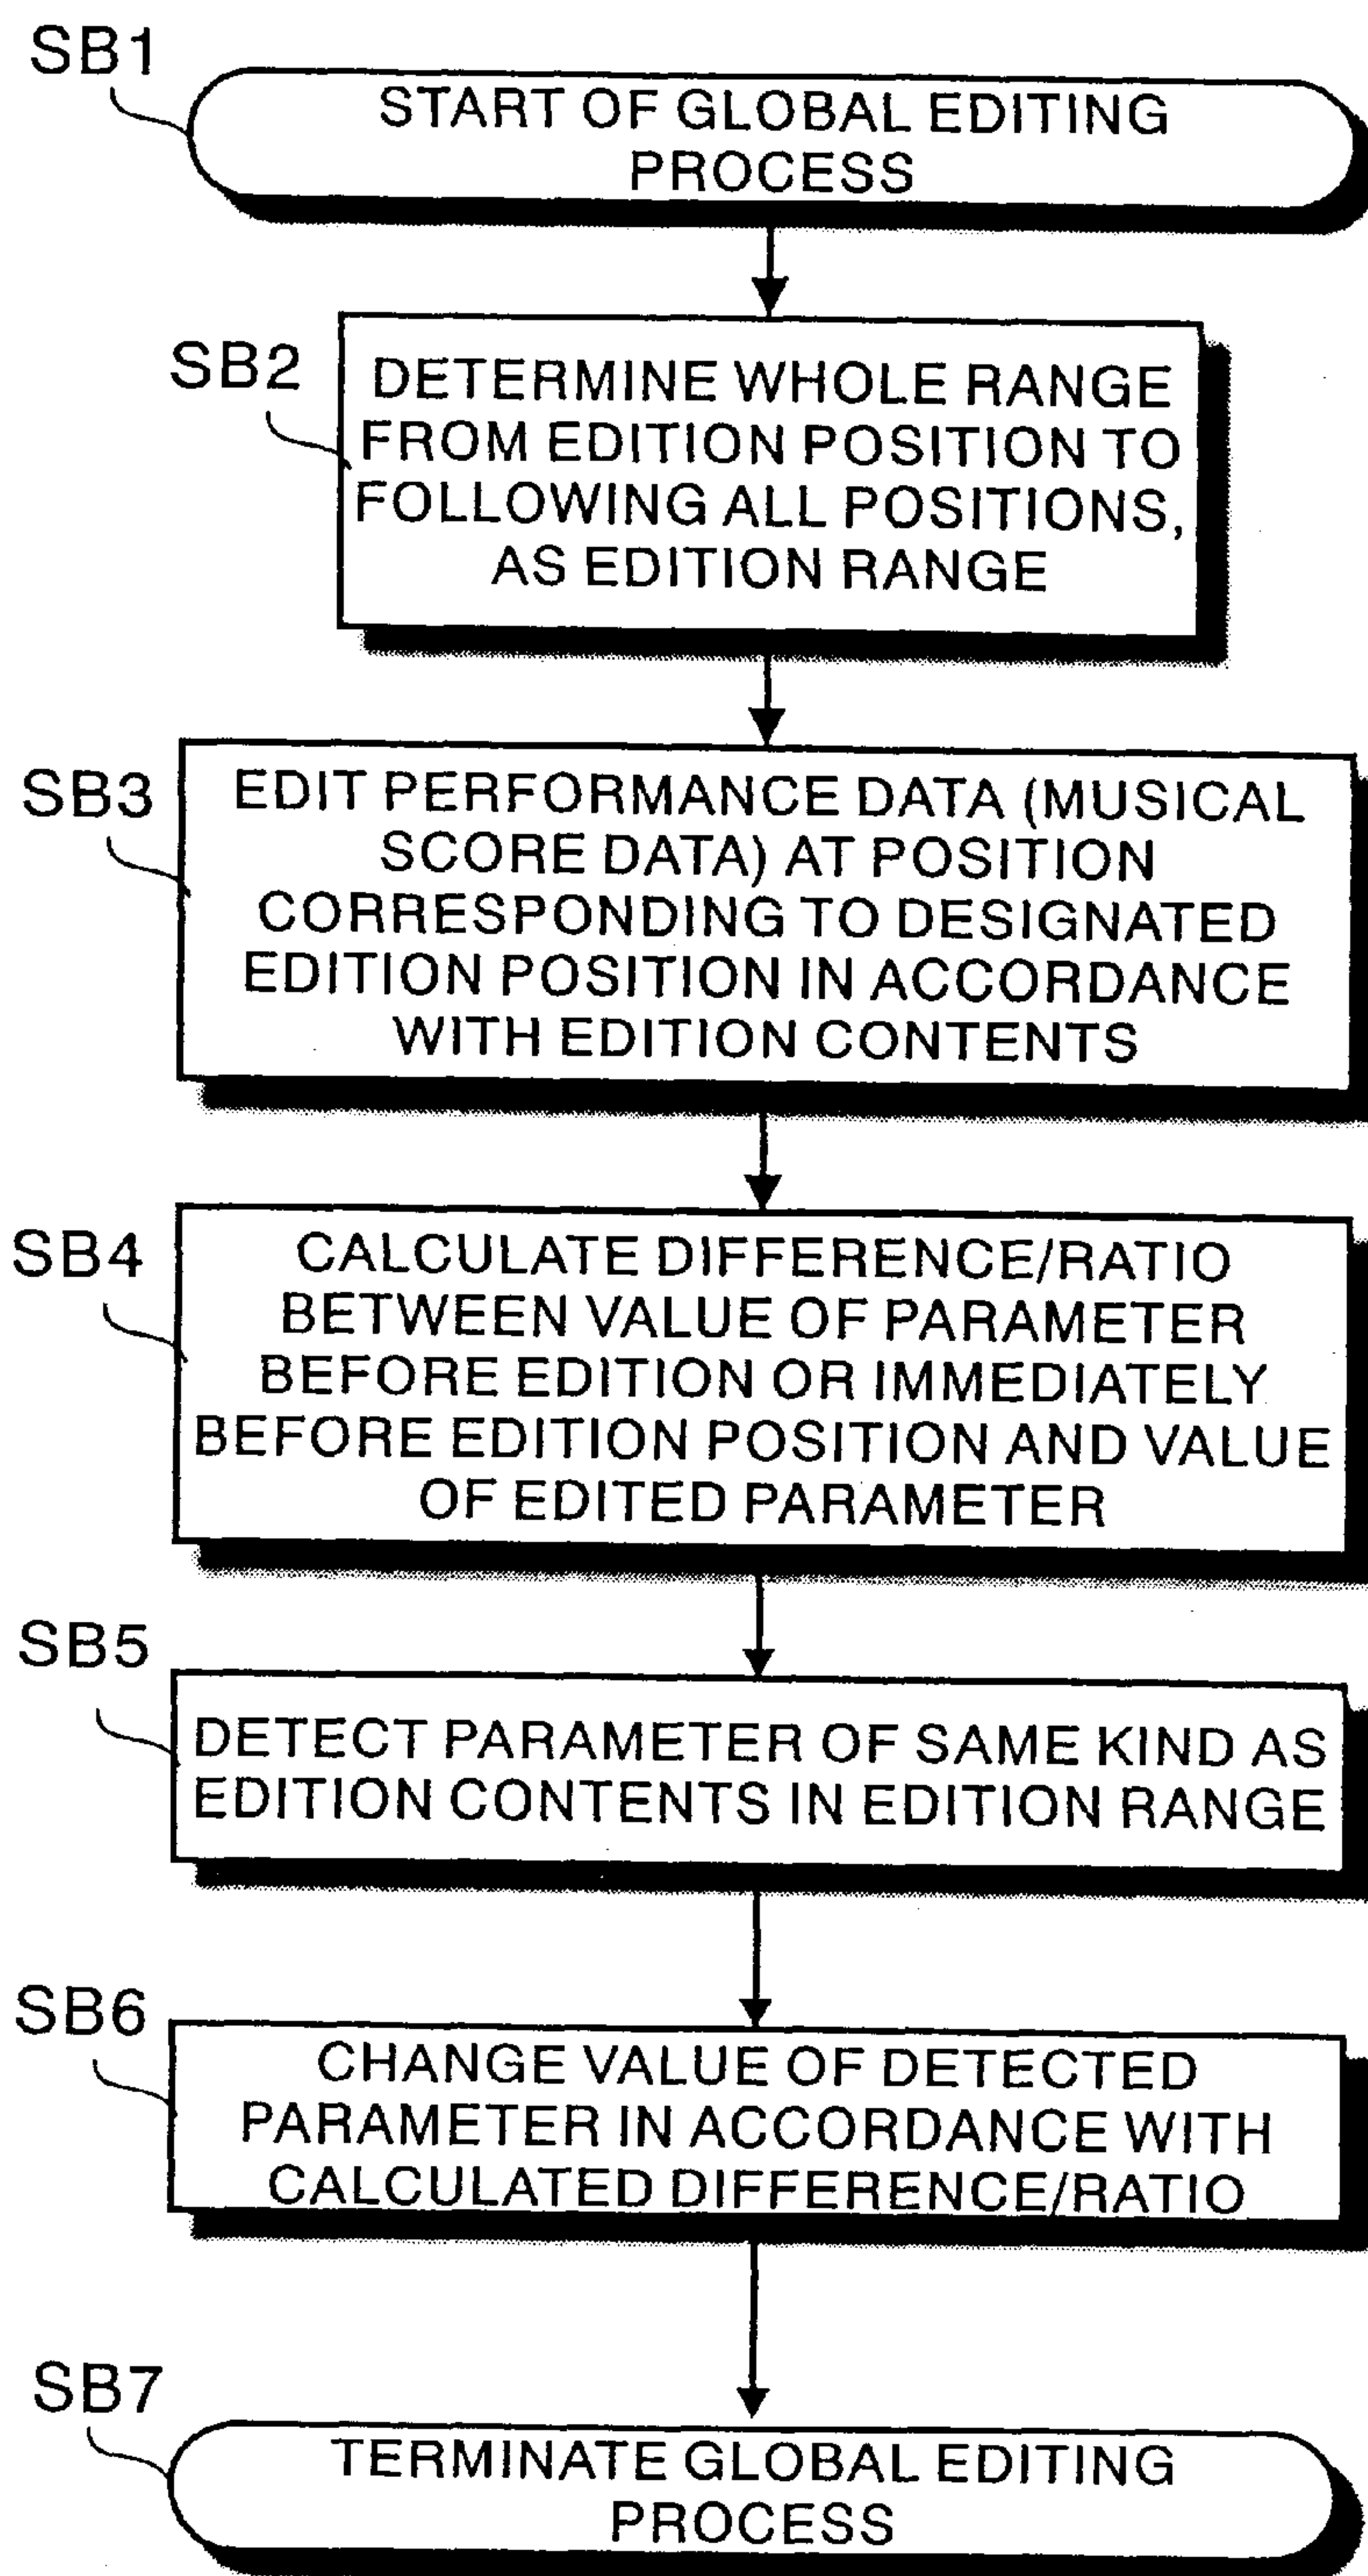 SB1
START OF GLOBAL EDITING
PROCESS
SB2
DETERMINE WHOLE RANGE
FROM EDITION POSITION TO
FOLLOWING ALL POSITIONS,
AS EDITION RANGE
SB3
EDIT PERFORMANCE DATA (MUSICAL
SCORE DATA) AT POSITION
CORRESPONDING TO DESIGNATED
EDITION POSITION IN ACCORDANCE
WITH EDITION CONTENTS
SB4
CALCULATE DIFFERENCE/RATIO
BETWEEN VALUE OF PARAMETER
BEFORE EDITION OR IMMEDIATELY
BEFORE EDITION POSITION AND VALUE
OF EDITED PARAMETER
SB5
DETECT PARAMETER OF SAME KIND AS
EDITION CONTENTS IN EDITION RANGE
SB6
CHANGE VALUE OF DETECTED
PARAMETER IN ACCORDANCE WITH
CALCULATED DIFFERENCE/RATIO
SB7
TERMINATE GLOBAL EDITING
PROCESS